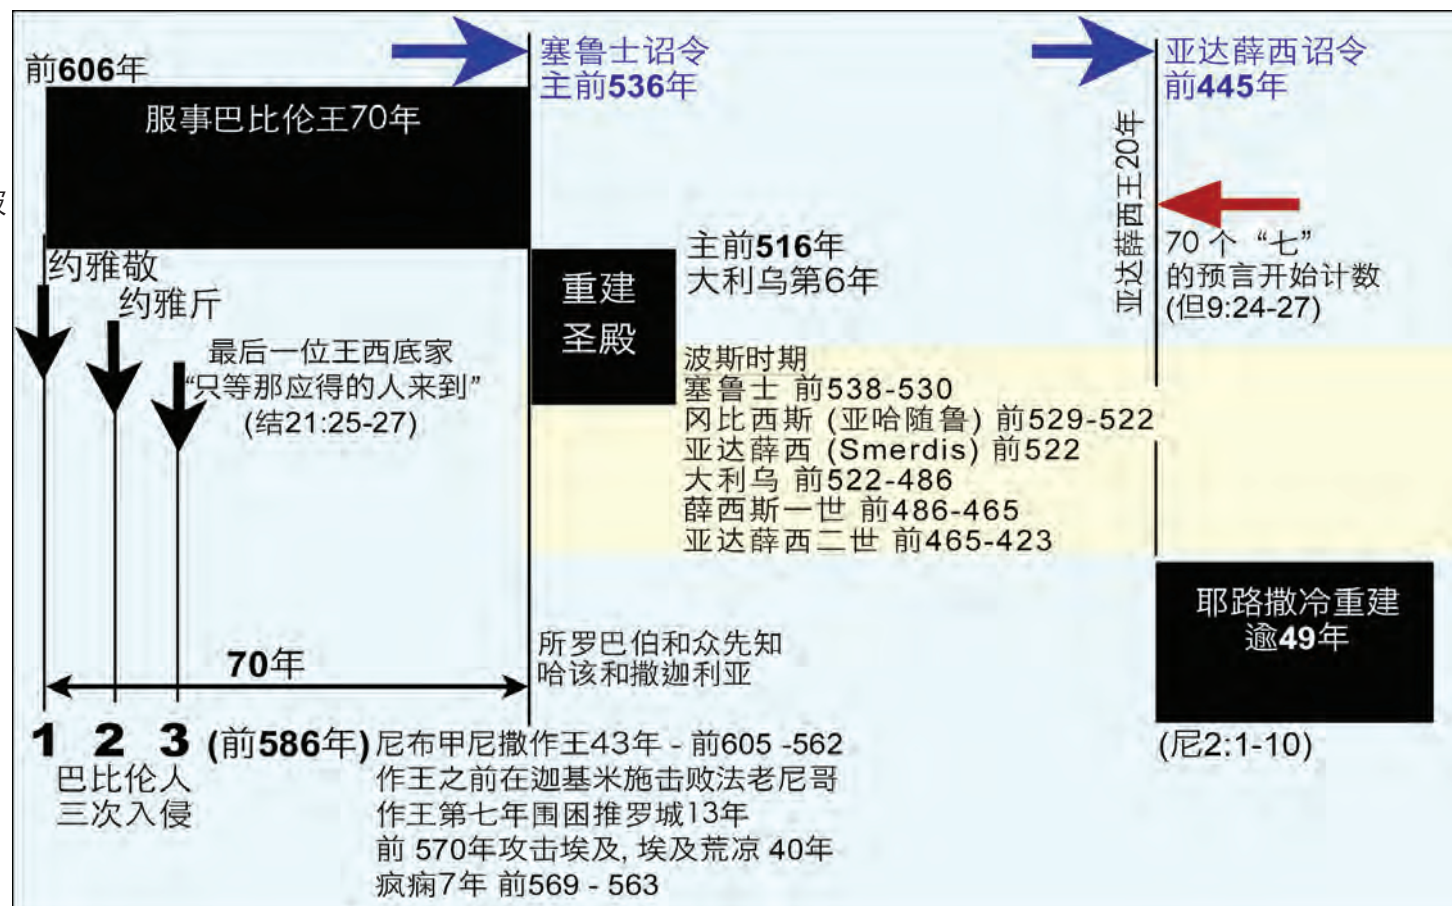 前606年
服事巴比伦王70年
塞鲁士诏令
主前536年
亚达薛西诏令
前445年
亚达薛西王20年
70 个 “七”
的预言开始计数
(但9:24-27)
约雅敬
约雅斤
最后一位王西底家
“只等那应得的人来到”
(结21:25-27)
重建
圣殿
主前516年
大利乌第6年
波斯时期
塞鲁士 前538-530
冈比西斯 (亚哈随鲁) 前529-522
亚达薛西 (Smerdis) 前522
大利乌 前522-486
薛西斯一世 前486-465
亚达薛西二世 前465-423
耶路撒冷重建
逾49年
(尼2:1-10)
70年
所罗巴伯和众先知
哈该和撒迦利亚
1 2 3 (前586年)
巴比伦人
三次入侵
尼布甲尼撒作王43年 - 前605 -562
作王之前在迦基米施击败法老尼哥
作王第七年围困推罗城13年
前 570年攻击埃及, 埃及荒凉 40年
疯痫7年 前569 - 563